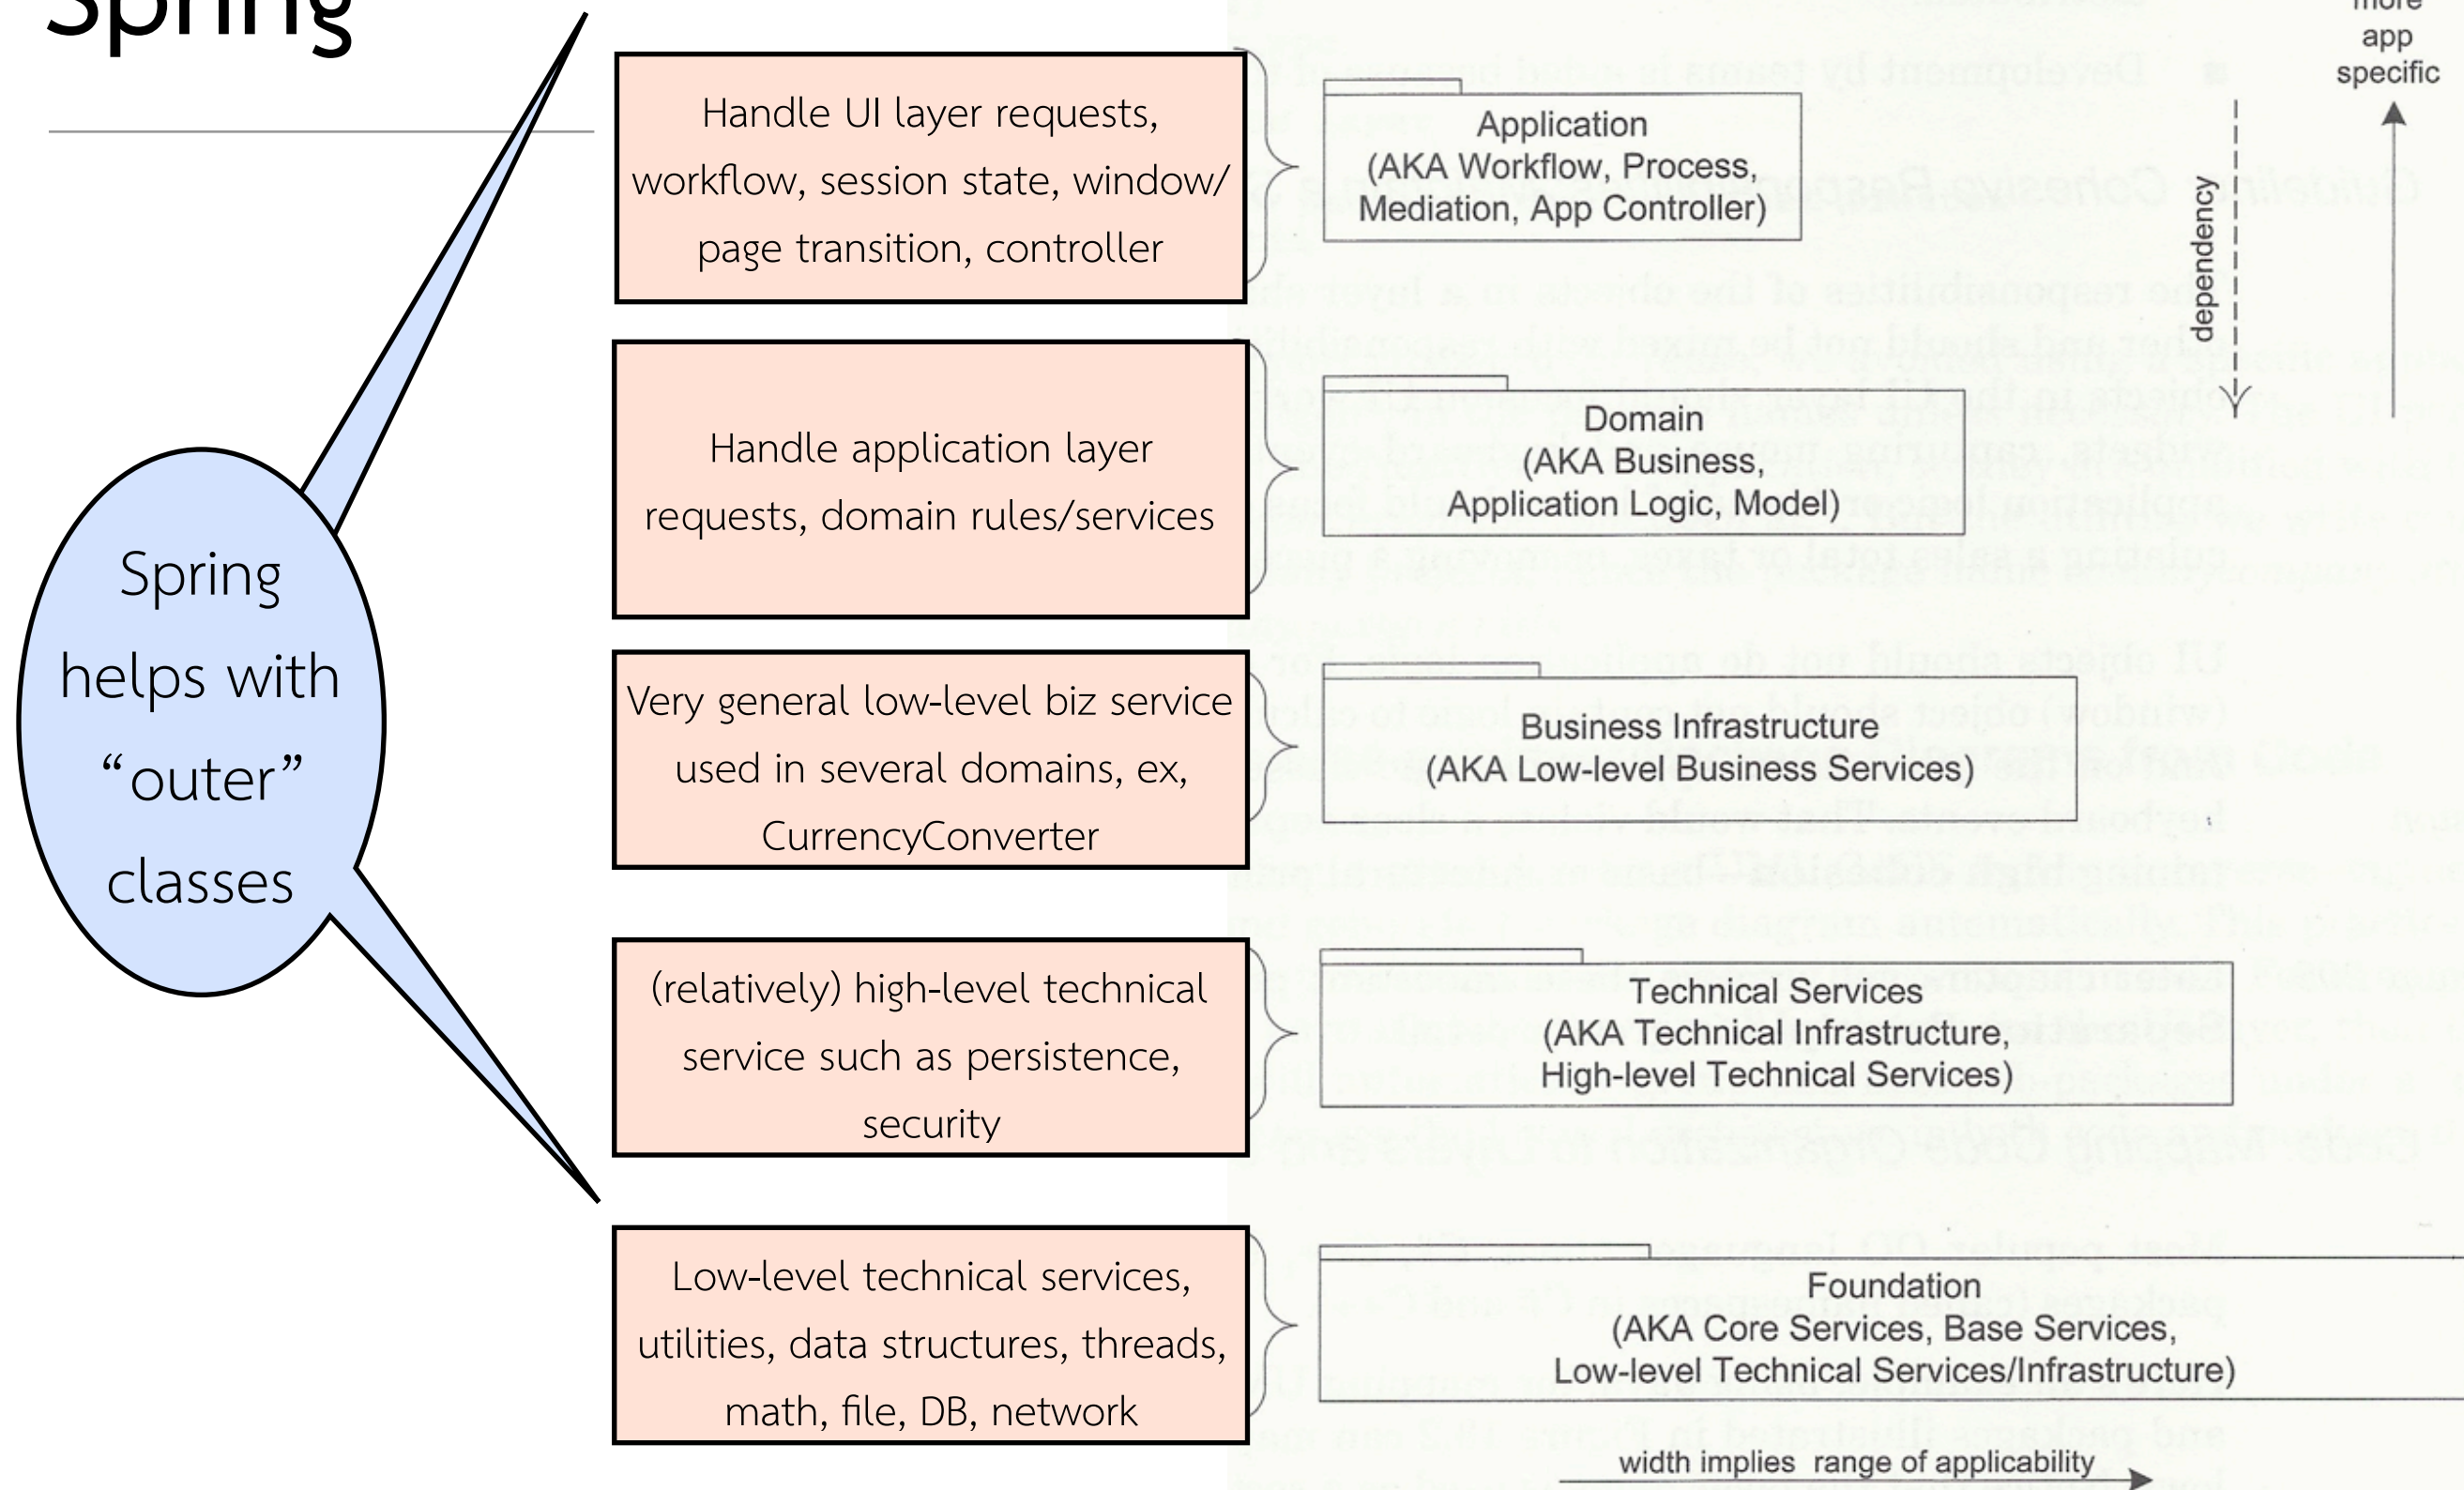 Spring
Handle UI layer requests,
workflow, session state, window/
page transition, controller
Application
(AKA Workflow, Process,
Mediation, App Controller)
more
app
specific
dependency
Handle application layer
requests, domain rules/services
Domain
(AKA Business,
Application Logic, Model)
Spring
helps with
“outer”
classes
Very general low-level biz service
used in several domains, ex,
CurrencyConverter
Business Infrastructure
(AKA Low-level Business Services)
(relatively) high-level technical
service such as persistence,
security
Technical Services
(AKA Technical Infrastructure,
High-level Technical Services)
Low-level technical services,
utilities, data structures, threads,
math, file, DB, network
Foundation
(AKA Core Services, Base Services,
Low-level Technical Services/Infrastructure)
width implies range of applicability